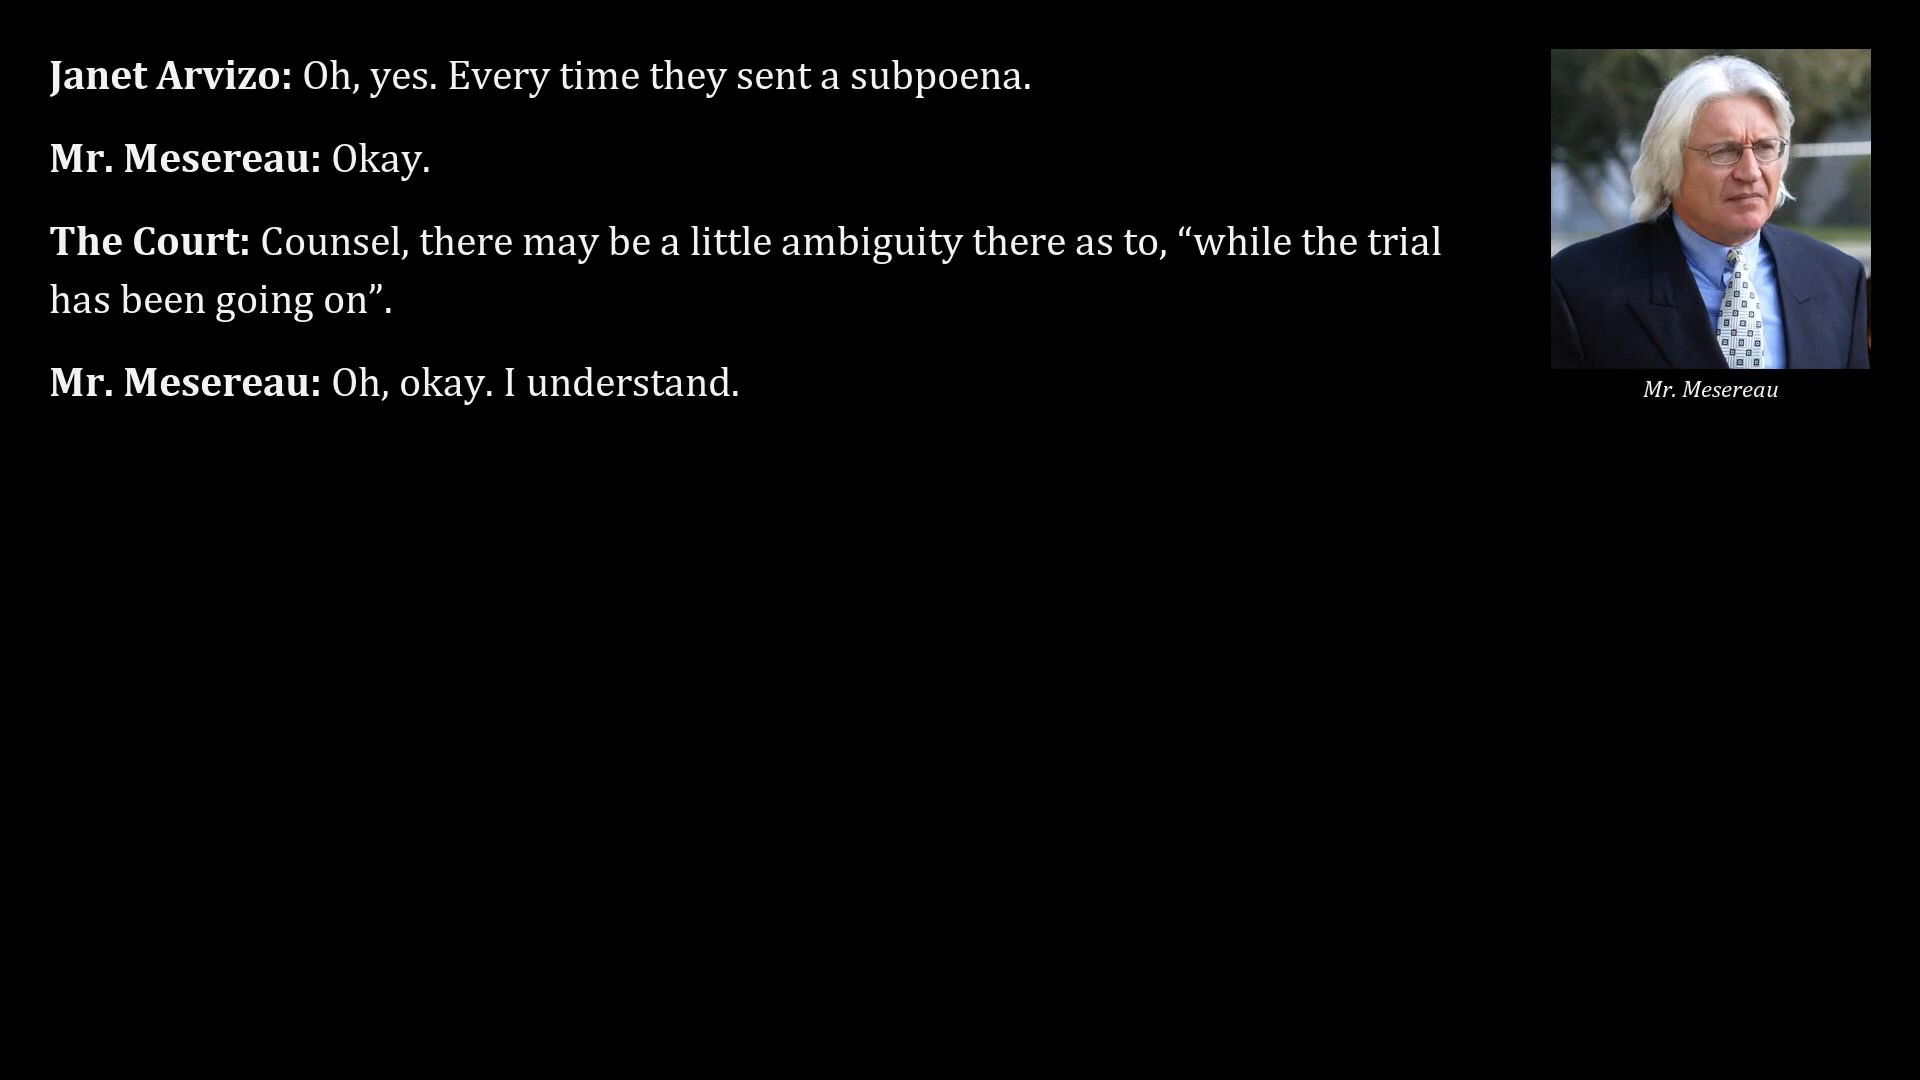 Janet Arvizo: Oh, yes. Every time they sent a subpoena.
Mr. Mesereau: Okay.
The Court: Counsel, there may be a little ambiguity there as to, “while the trial
has been going on”.
Mr. Mesereau: Oh, okay. I understand.
Mr. Mesereau